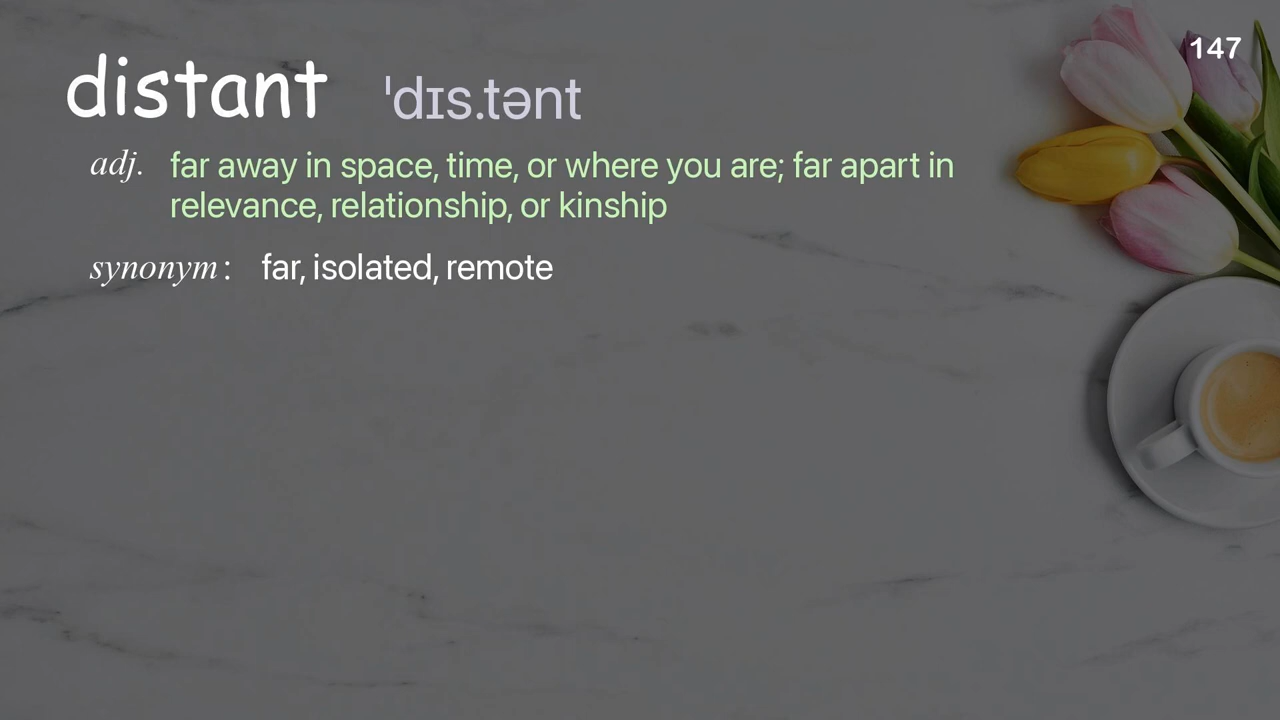 147
distant ˈdɪs.tənt
adj. far away in space, time, or where you are; far apart in
relevance, relationship, or kinship
synonym: far, isolated, remote